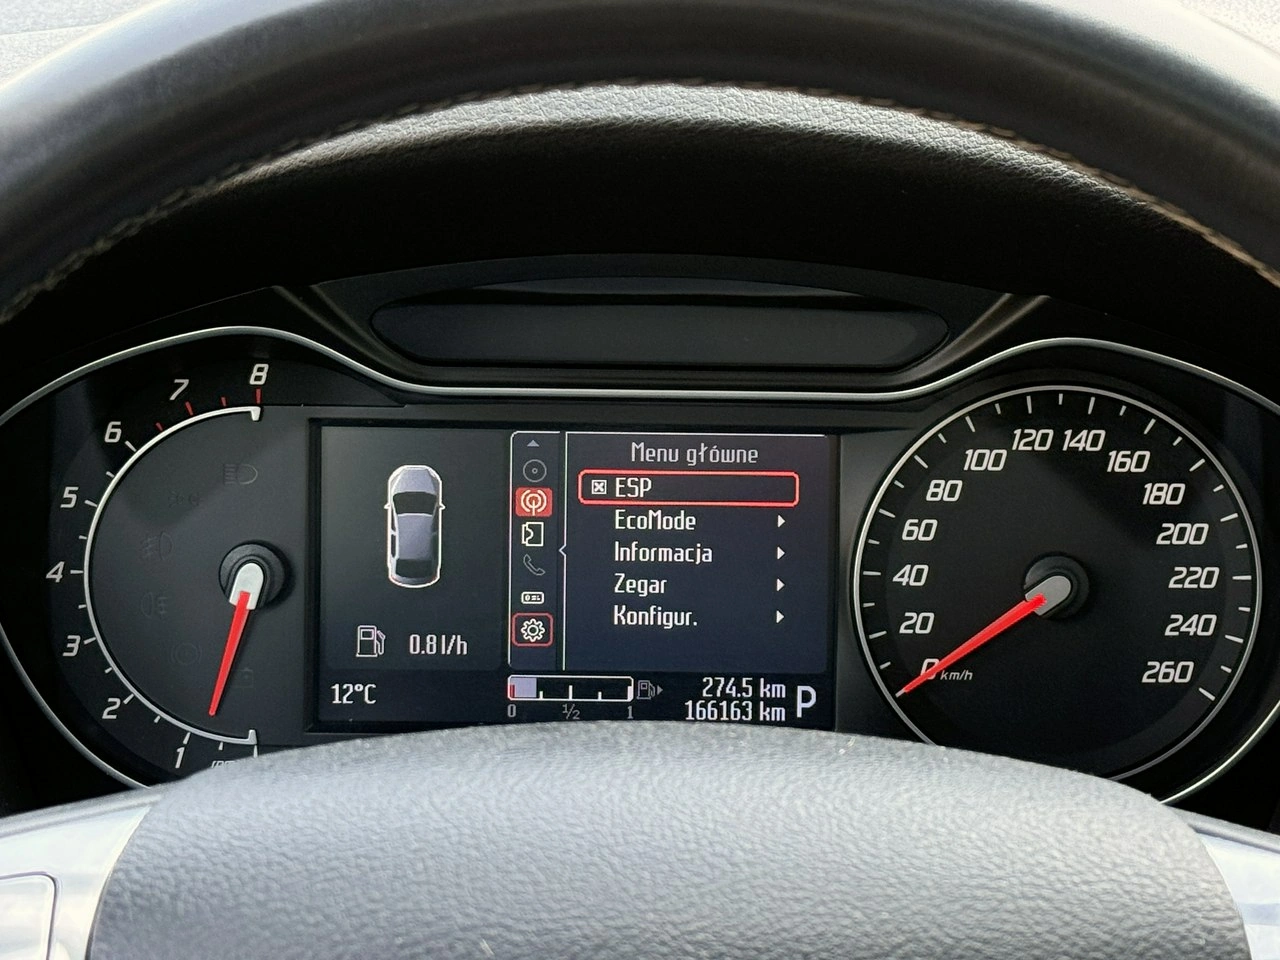 8
7
6
5
4
3
2
1
0.8 l/h
12°C
Menu główne
ESP
EcoMode
Informacja
Zegar
Konfigur.
0 1/2 1
274.5 km
166163 km
P
0
20
40
60
80
100
120
140
160
180
200
220
240
260
km/h